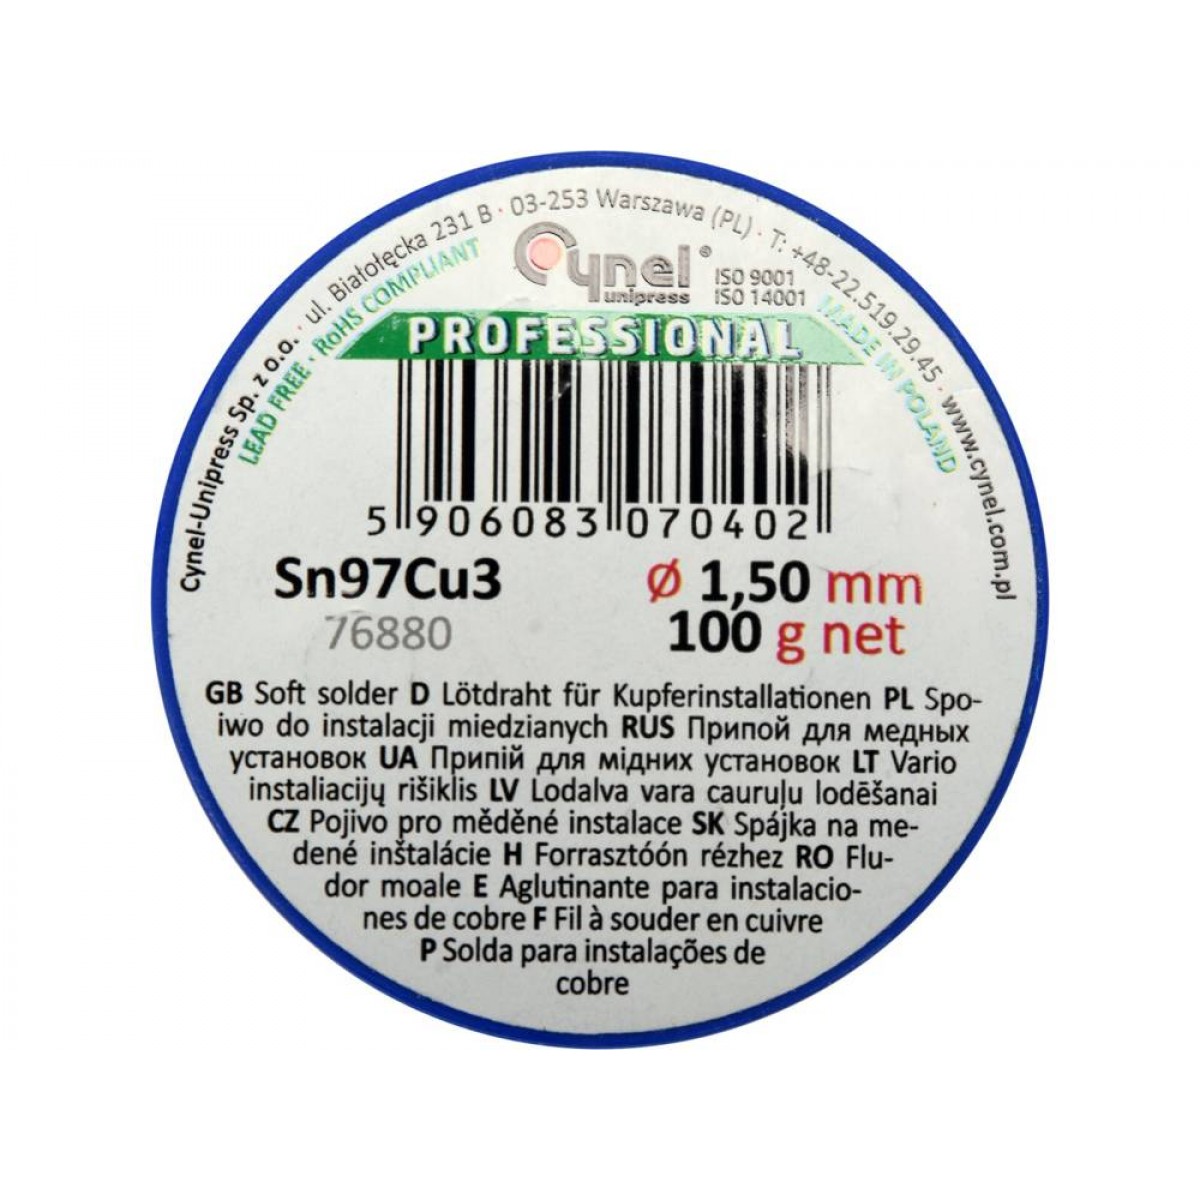 Cynel-Unipress Sp. z o.o. · ul. Białołęcka 231 B · 03-253 Warszawa (PL) · T: +48-22.519.29.45 · www.cynel.com.pl
LEAD FREE · RoHS COMPLIANT
MADE IN POLAND
Cynel®
unipress
ISO 9001
ISO 14001
PROFESSIONAL
5 906083 070402
Sn97Cu3
76880
Ø 1,50 mm
100 g net
GB Soft solder D Lötdraht für Kupferinstallationen PL Spo-
iwo do instalacji miedzianych RUS Припой для медных
установок UA Припій для мідних установок LT Vario
instaliacijų rišiklis LV Lodalva vara cauruļu lodēšanai
CZ Pojivo pro měděné instalace SK Spájka na me-
dené inštalácie H Forrasztóón rézhez RO Flu-
dor moale E Aglutinante para instalacio-
nes de cobre F Fil à souder en cuivre
P Solda para instalações de
cobre